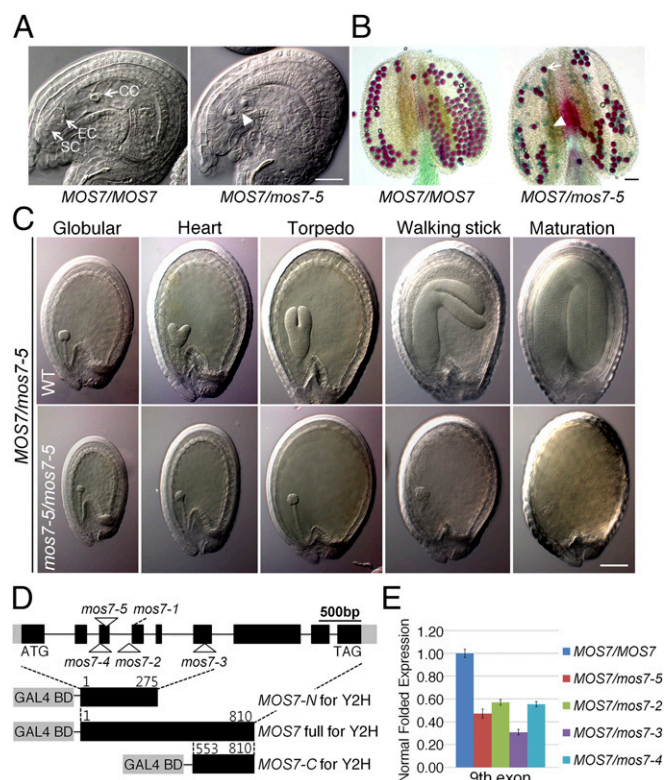 A
CC
EC
SC
MOS7/MOS7
MOS7/mos7-5
B
MOS7/MOS7
MOS7/mos7-5
C
Globular
Heart
Torpedo
Walking stick
Maturation
MOS7/mos7-5
WT
mos7-5/mos7-5
D
mos7-5
mos7-1
500bp
ATG
TAG
mos7-4
mos7-2
mos7-3
1
275
GAL4 BD
MOS7-N for Y2H
1
810
GAL4 BD
MOS7 full for Y2H
553
810
GAL4 BD
MOS7-C for Y2H
E
Normal Folded Expression
1.20
1.00
0.80
0.60
0.40
0.20
0.00
9th exon
MOS7/MOS7
MOS7/mos7-5
MOS7/mos7-2
MOS7/mos7-3
MOS7/mos7-4